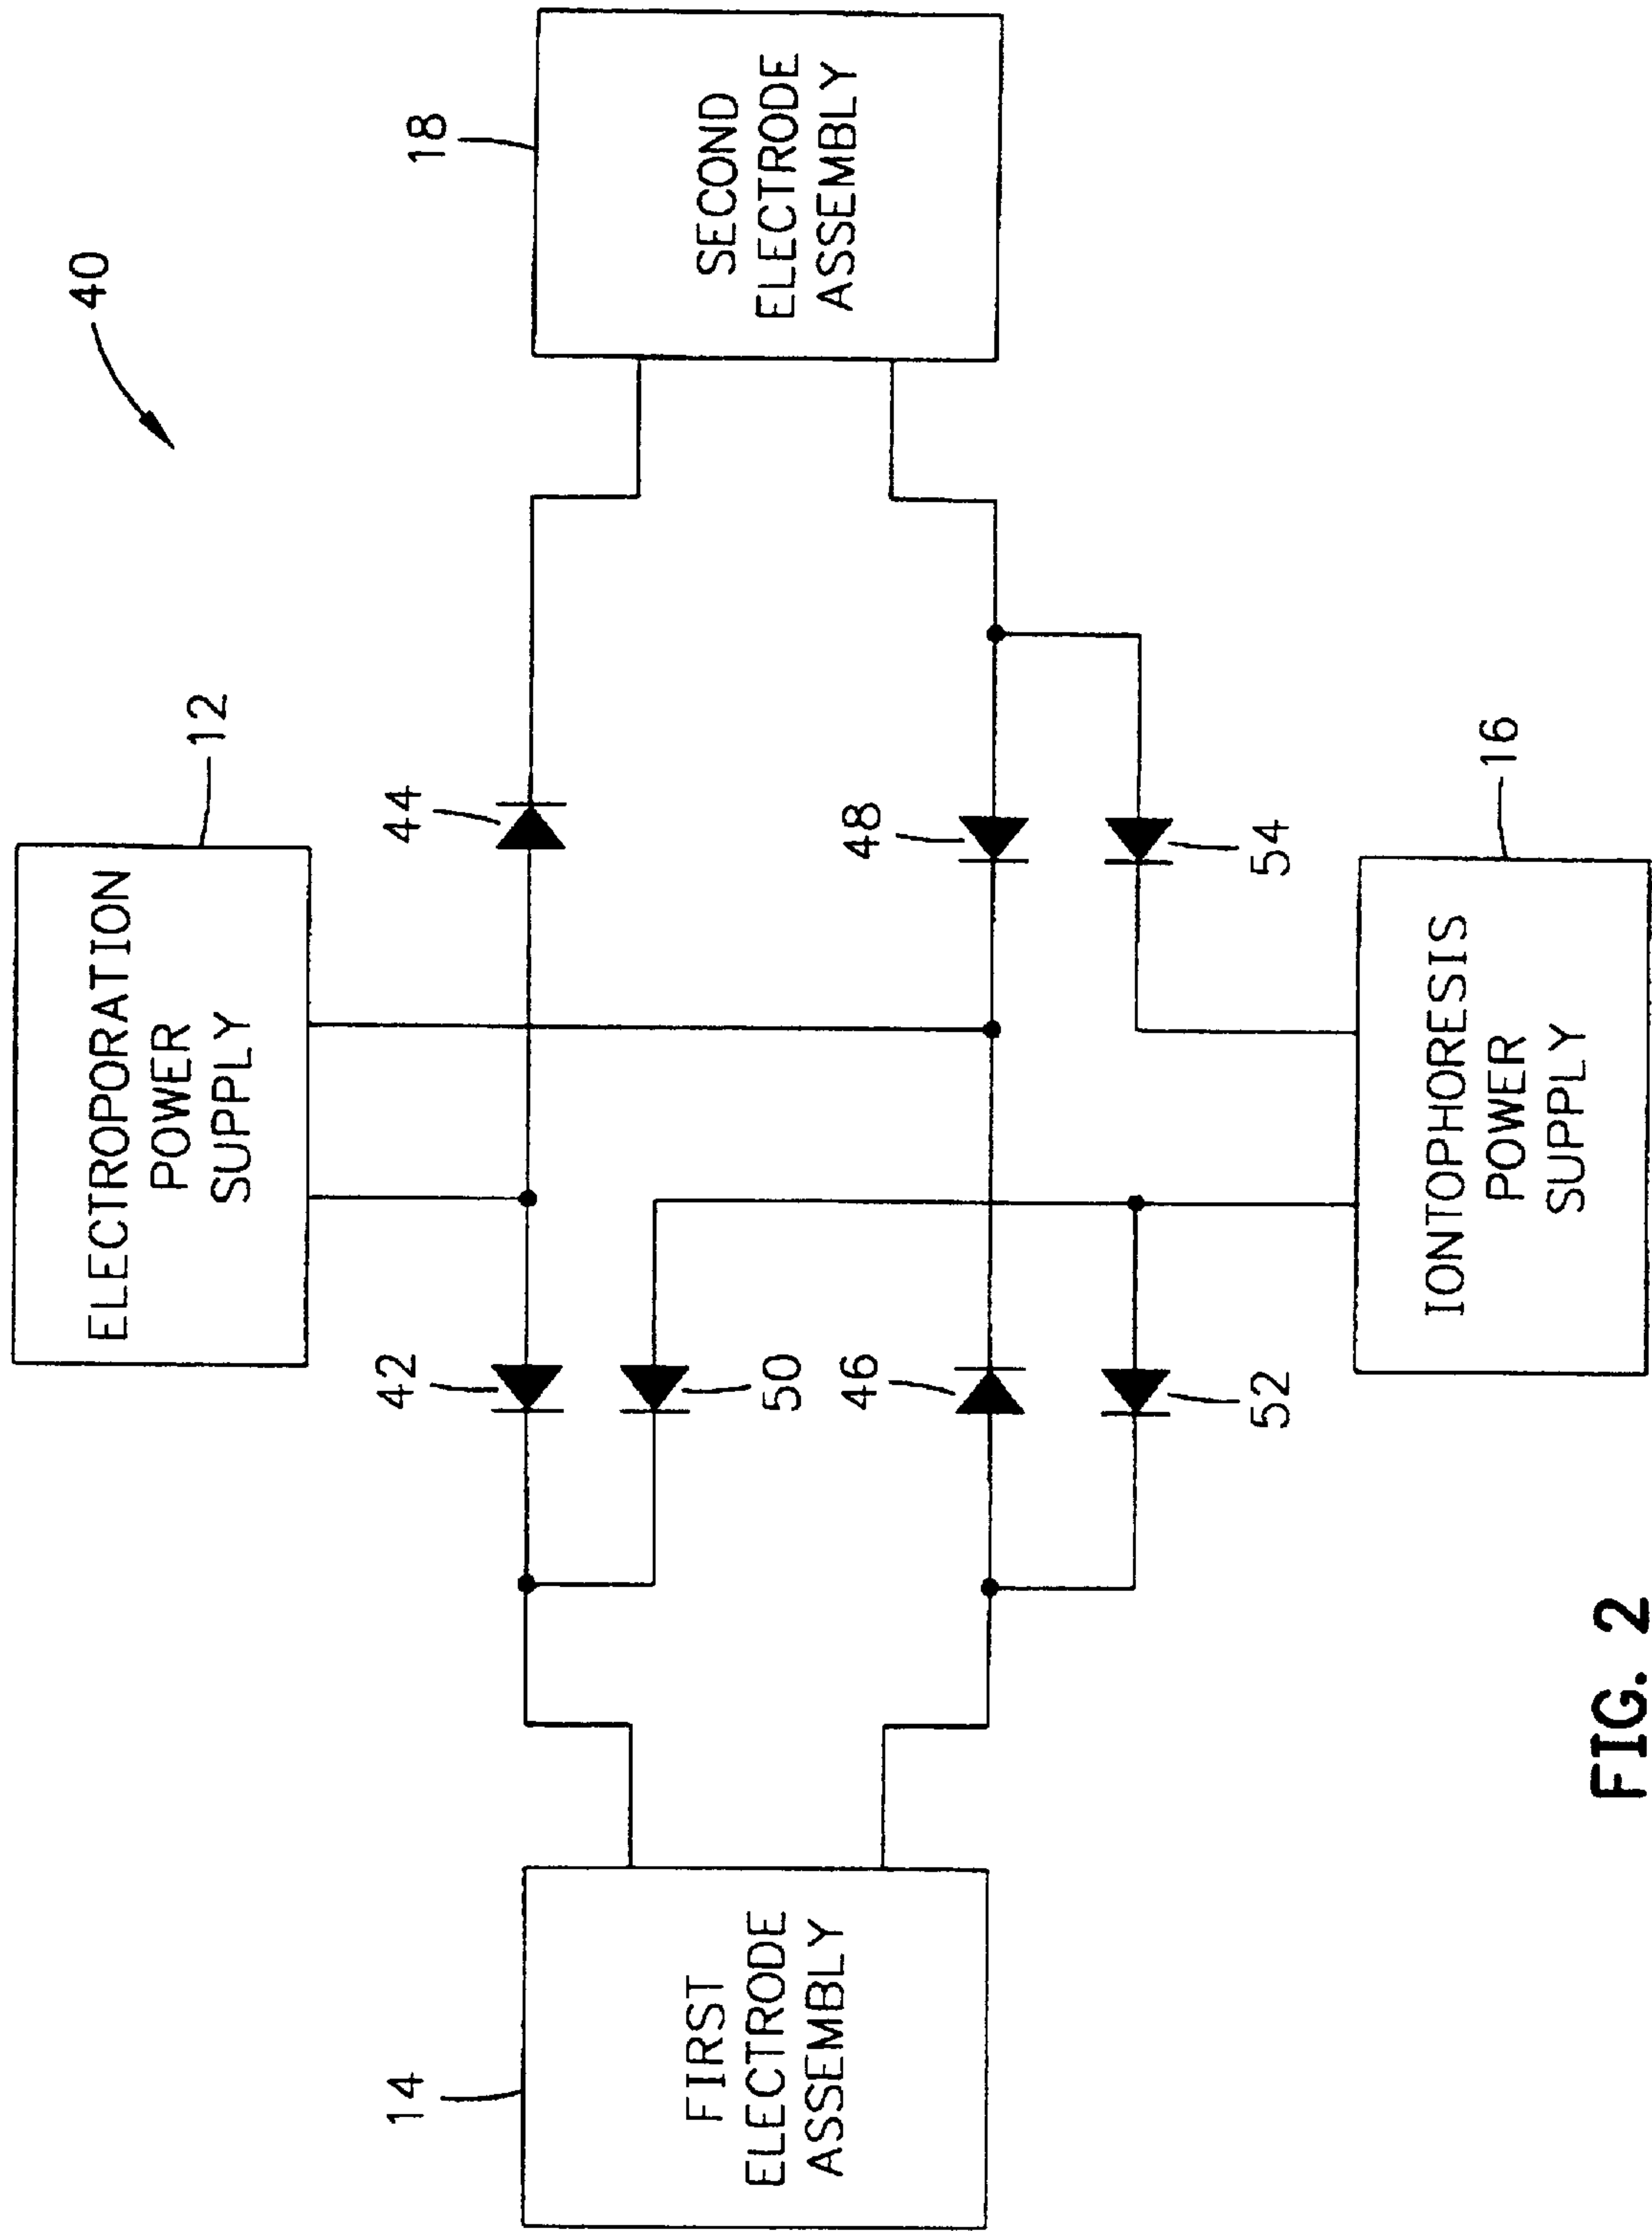 40
ELECTROPORATION
POWER
SUPPLY
12
18
SECOND
ELECTRODE
ASSEMBLY
14
FIRST
ELECTRODE
ASSEMBLY
42
44
50
46
48
52
54
16
IONTOPHORESIS
POWER
SUPPLY
FIG. 2